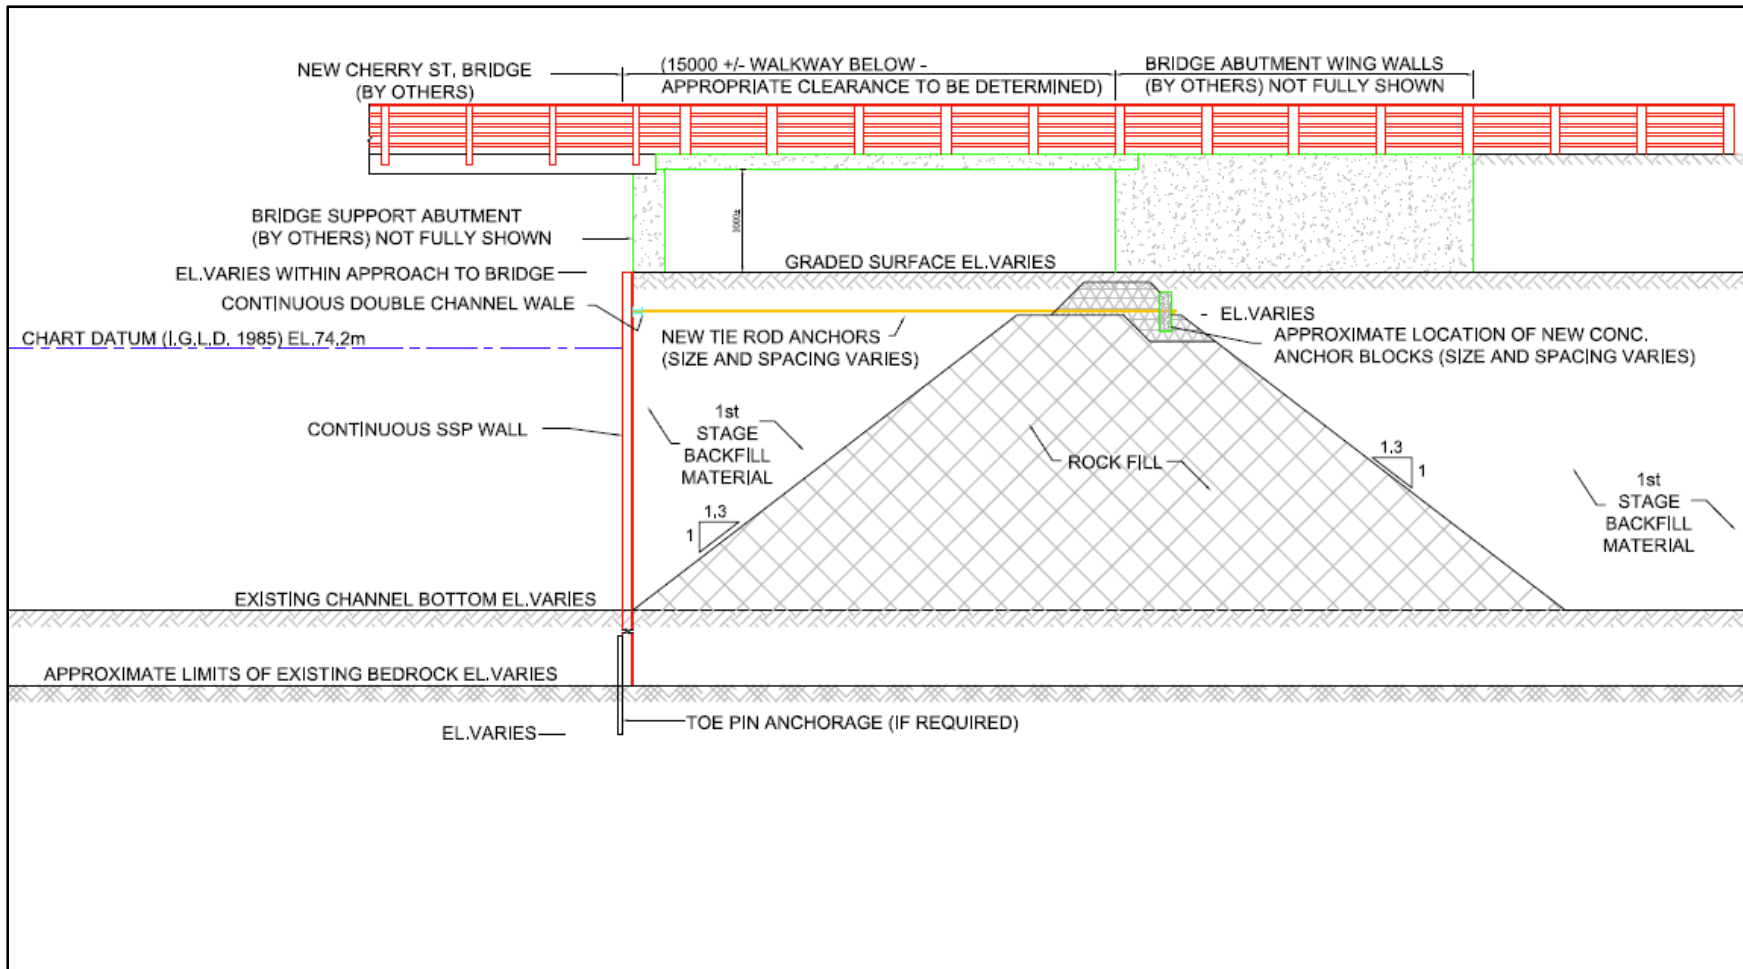 NEW CHERRY ST. BRIDGE
(BY OTHERS)
(15000 +/- WALKWAY BELOW -
APPROPRIATE CLEARANCE TO BE DETERMINED)
BRIDGE ABUTMENT WING WALLS
(BY OTHERS) NOT FULLY SHOWN
3000±
BRIDGE SUPPORT ABUTMENT
(BY OTHERS) NOT FULLY SHOWN
EL.VARIES WITHIN APPROACH TO BRIDGE
GRADED SURFACE EL.VARIES
CONTINUOUS DOUBLE CHANNEL WALE
CHART DATUM (I.G.L.D. 1985) EL.74.2m
NEW TIE ROD ANCHORS
(SIZE AND SPACING VARIES)
- EL.VARIES
APPROXIMATE LOCATION OF NEW CONC.
ANCHOR BLOCKS (SIZE AND SPACING VARIES)
CONTINUOUS SSP WALL
1st
STAGE
BACKFILL
MATERIAL
ROCK FILL
1.3
1
1.3
1
1st
STAGE
BACKFILL
MATERIAL
EXISTING CHANNEL BOTTOM EL.VARIES
APPROXIMATE LIMITS OF EXISTING BEDROCK EL.VARIES
EL.VARIES
TOE PIN ANCHORAGE (IF REQUIRED)